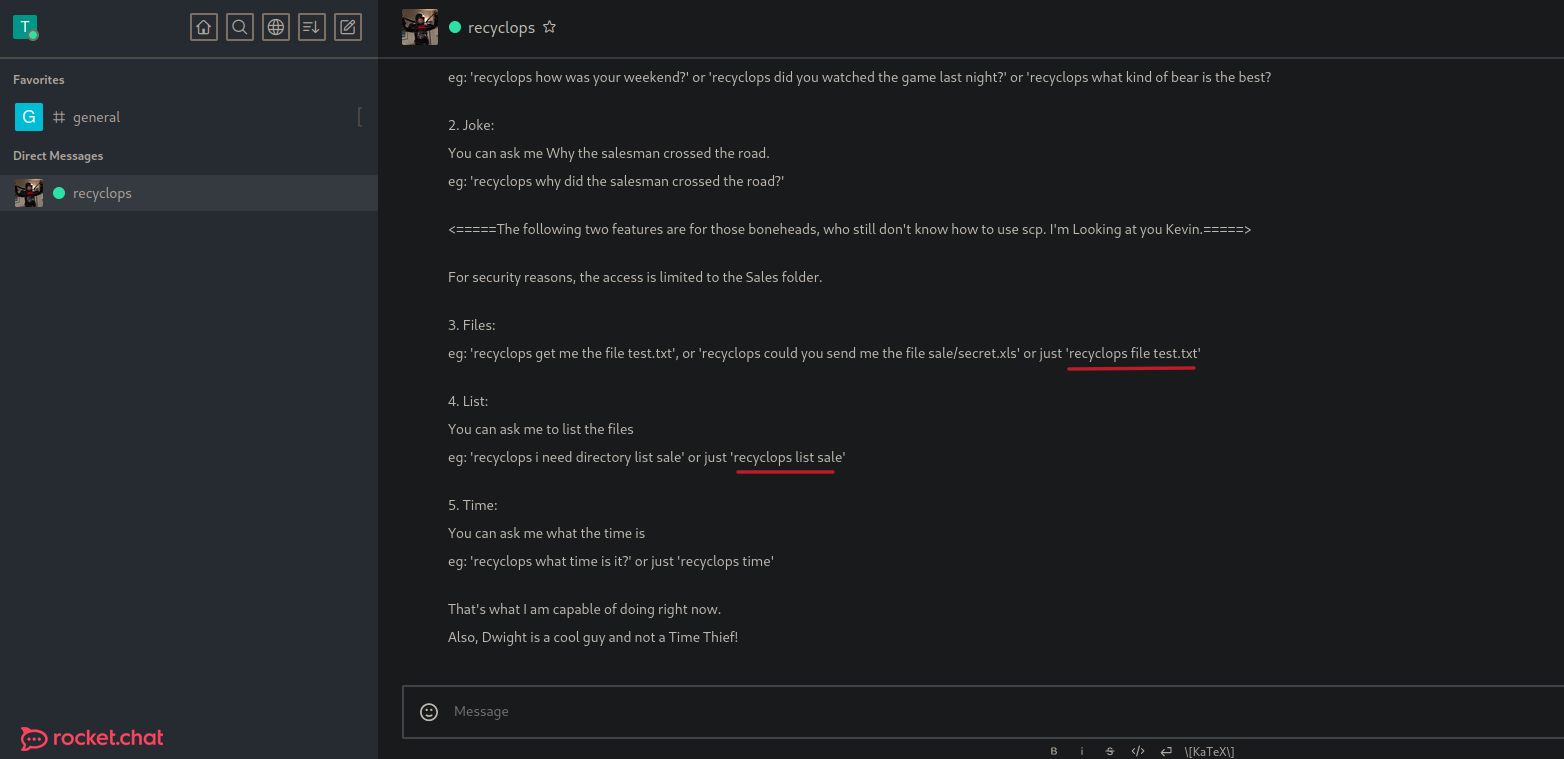 T
recyclops
Favorites
G general
Direct Messages
recyclops
eg: 'recyclops how was your weekend?' or 'recyclops did you watched the game last night?' or 'recyclops what kind of bear is the best?
2. Joke:
You can ask me Why the salesman crossed the road.
eg: 'recyclops why did the salesman crossed the road?'
<=====The following two features are for those boneheads, who still don't know how to use scp. I'm Looking at you Kevin.=====>
For security reasons, the access is limited to the Sales folder.
3. Files:
eg: 'recyclops get me the file test.txt', or 'recyclops could you send me the file sale/secret.xls' or just 'recyclops file test.txt'
4. List:
You can ask me to list the files
eg: 'recyclops i need directory list sale' or just 'recyclops list sale'
5. Time:
You can ask me what the time is
eg: 'recyclops what time is it?' or just 'recyclops time'
That's what I am capable of doing right now.
Also, Dwight is a cool guy and not a Time Thief!
Message
rocket.chat
B i S </> \[KaTeX\]